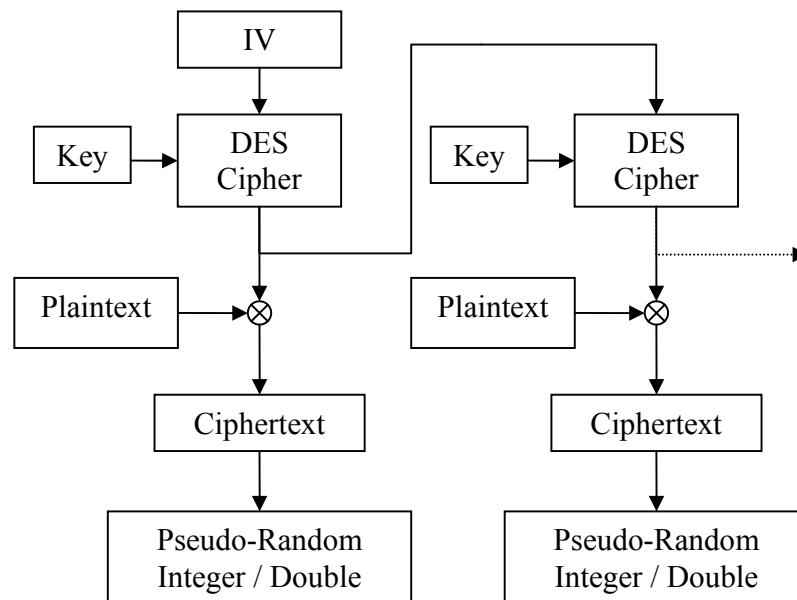 IV
Key
DES
Cipher
Key
DES
Cipher
Plaintext
Plaintext
Ciphertext
Ciphertext
Pseudo-Random
Integer / Double
Pseudo-Random
Integer / Double